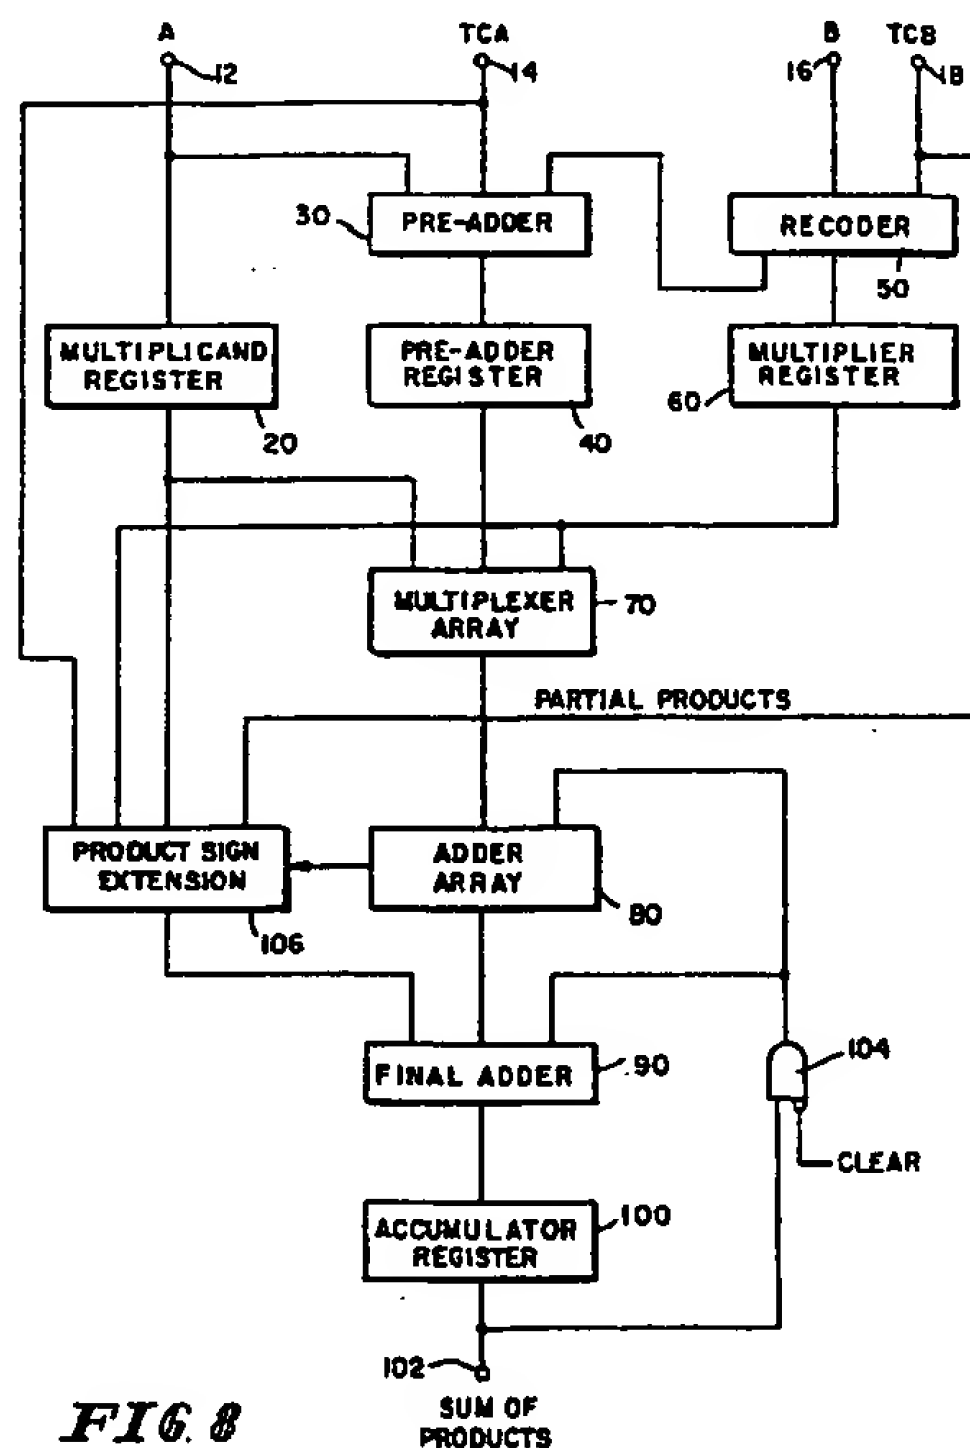 A TCA B TCB
12 14 16 18
30 PRE-ADDER RECODER
50
MULTIPLICAND
REGISTER
PRE-ADDER
REGISTER
MULTIPLIER
REGISTER
20 40 60
MULTIPLEXER
ARRAY
70
PARTIAL PRODUCTS
PRODUCT SIGN
EXTENSION
ADDER
ARRAY
106 80
FINAL ADDER 90
104
CLEAR
ACCUMULATOR
REGISTER
100
102
SUM OF
PRODUCTS
FIG. 8